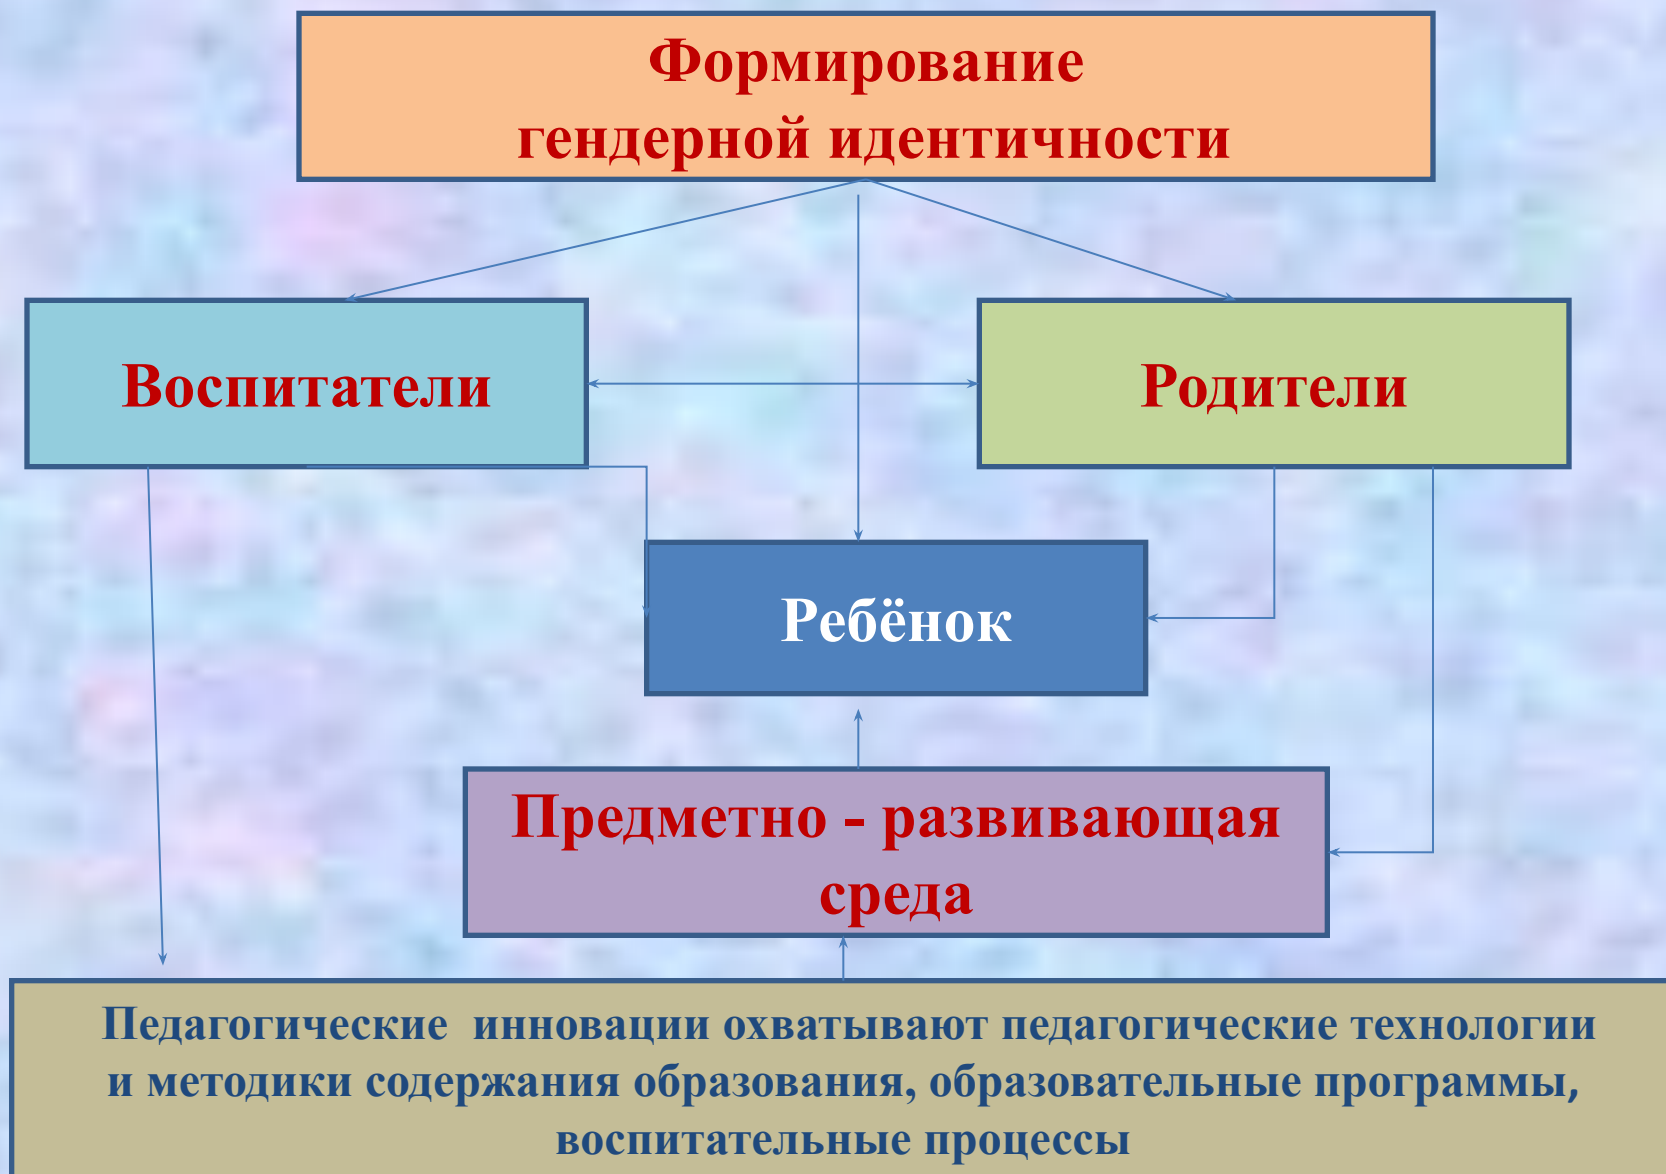 Формирование
гендерной идентичности
Воспитатели
Родители
Ребёнок
Предметно - развивающая
среда
Педагогические  инновации охватывают педагогические технологии
и методики содержания образования, образовательные программы,
воспитательные процессы